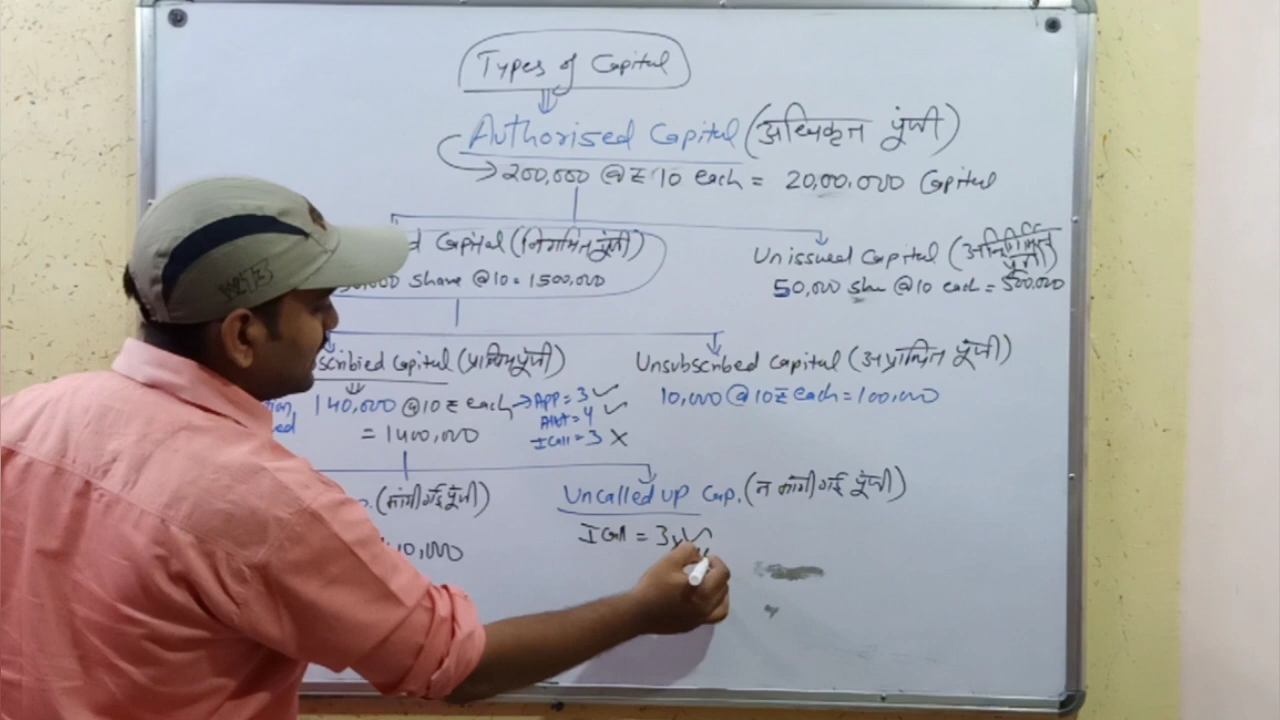 Types of Capital
Authorised Capital (अधिकृत पूंजी)
200,000 @ ₹ 10 each = 20,00,000 Capital
d Capital (निर्गमित पूंजी)
Unissued Capital (अनिर्गमित पूंजी)
share @ 10 = 1500,000
50,000 share @ 10 each = 500,000
scribied Capital (प्रार्थित पूंजी)
Unsubscribed Capital (अप्रार्थित पूंजी)
140,000 @ 10 ₹ each → App = 3 ✓
10,000 @ 10 ₹ each = 100,000
Allot = 4 ✓
= 1400,000
I Call = 3 X
(मांगी गई पूंजी)
Uncalled up Cap. (न मांगी गई पूंजी)
I Call = 3